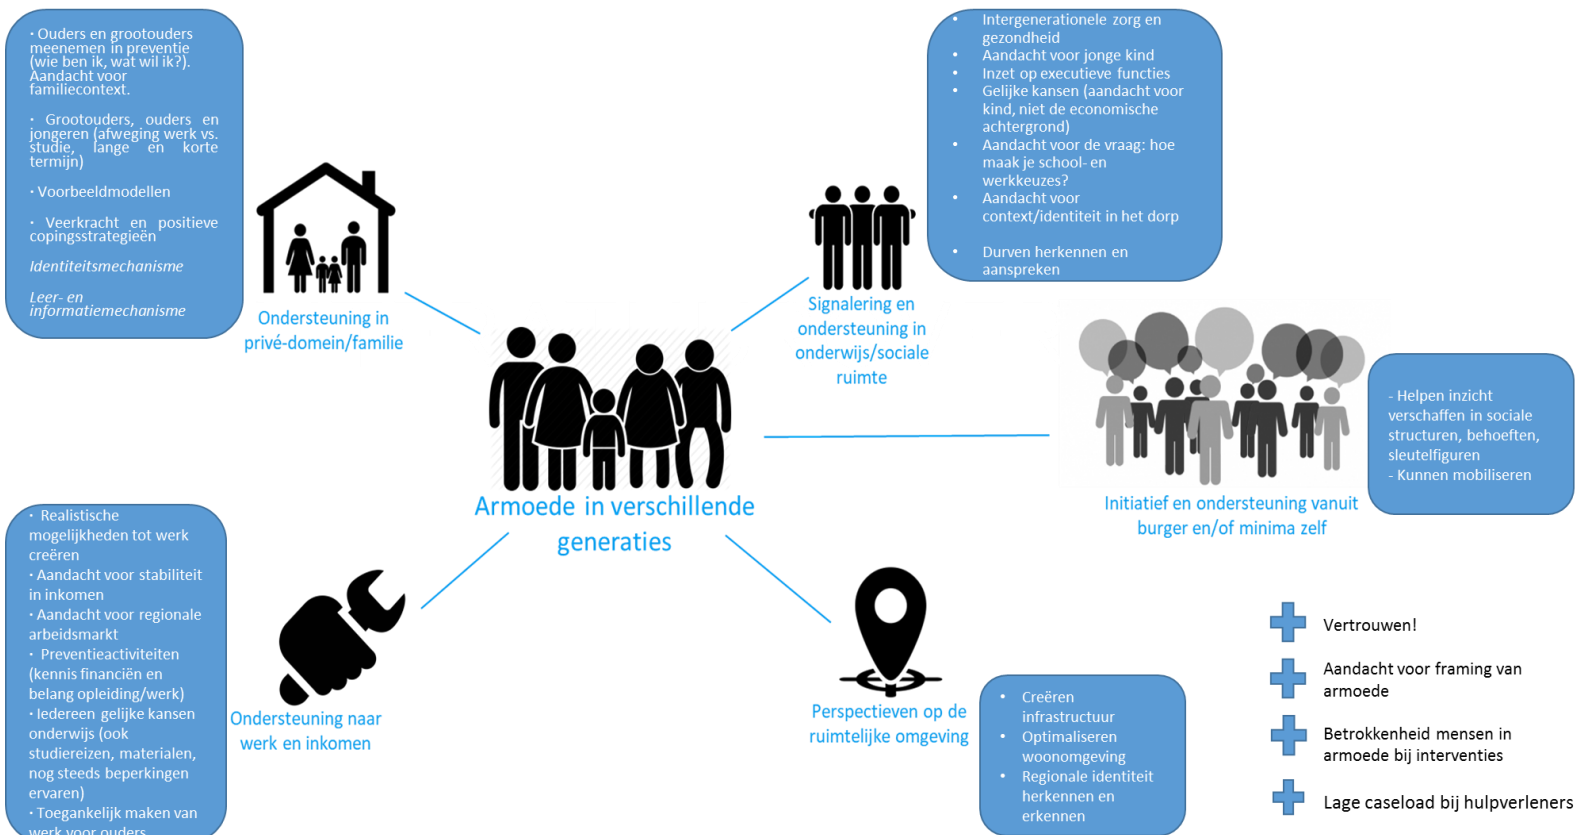 · Ouders en grootouders
meenemen in preventie
(wie ben ik, wat wil ik?).
Aandacht voor
familiecontext.
· Grootouders, ouders en
jongeren (afweging werk vs.
studie, lange en korte
termijn)
· Voorbeeldmodellen
· Veerkracht en positieve
copingsstrategieën
Identiteitsmechanisme
Leer- en
informatiemechanisme
Ondersteuning in
privé-domein/familie
• Intergenerationele zorg en
gezondheid
• Aandacht voor jonge kind
• Inzet op executieve functies
• Gelijke kansen (aandacht voor
kind, niet de economische
achtergrond)
• Aandacht voor de vraag: hoe
maak je school- en
werkkeuzes?
• Aandacht voor
context/identiteit in het dorp
• Durven herkennen en
aanspreken
Signalering en
ondersteuning in
onderwijs/sociale
ruimte
- Helpen inzicht
verschaffen in sociale
structuren, behoeften,
sleutelfiguren
- Kunnen mobiliseren
Initiatief en ondersteuning vanuit
burger en/of minima zelf
Armoede in verschillende
generaties
· Realistische
mogelijkheden tot werk
creëren
· Aandacht voor stabiliteit
in inkomen
· Aandacht voor regionale
arbeidsmarkt
· Preventieactiviteiten
(kennis financiën en
belang opleiding/werk)
· Iedereen gelijke kansen
onderwijs (ook
studiereizen, materialen,
nog steeds beperkingen
ervaren)
· Toegankelijk maken van
werk voor ouders
Ondersteuning naar
werk en inkomen
Perspectieven op de
ruimtelijke omgeving
• Creëren
infrastructuur
• Optimaliseren
woonomgeving
• Regionale identiteit
herkennen en
erkennen
Vertrouwen!
Aandacht voor framing van
armoede
Betrokkenheid mensen in
armoede bij interventies
Lage caseload bij hulpverleners